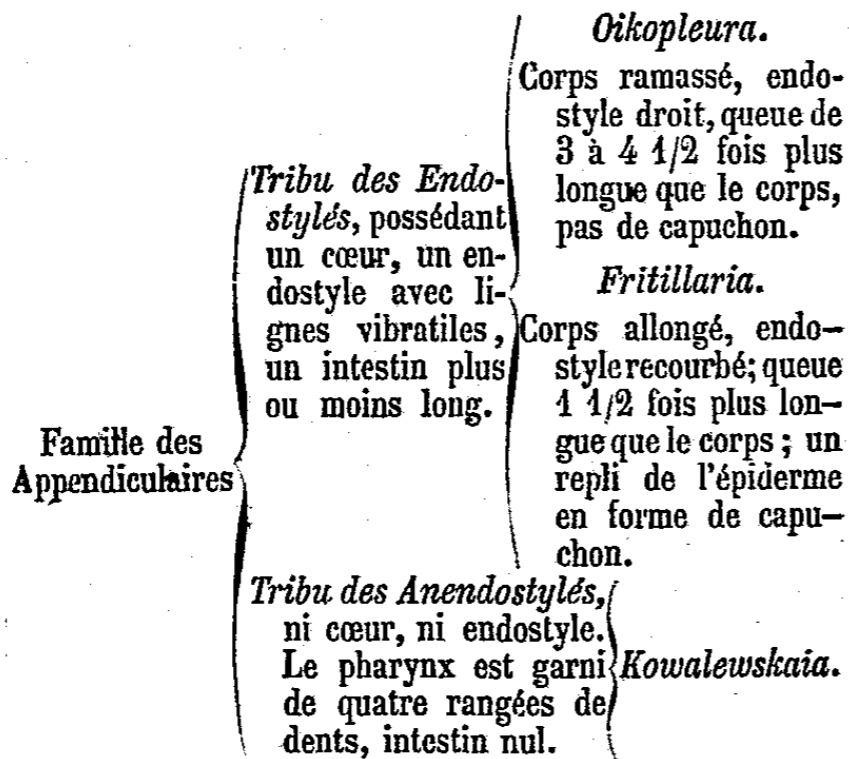 Famille des
Appendiculaires
Tribu des Endo-
stylés, possédant
un cœur, un en-
dostyle avec li-
gnes vibratiles,
un intestin plus
ou moins long.
Oikopleura.
Corps ramassé, endo-
style droit, queue de
3 à 4 1/2 fois plus
longue que le corps,
pas de capuchon.
Fritillaria.
Corps allongé, endo-
style recourbé; queue
1 1/2 fois plus lon-
gue que le corps; un
repli de l'épiderme
en forme de capu-
chon.
Tribu des Anendostylés,
ni cœur, ni endostyle.
Le pharynx est garni
de quatre rangées de
dents, intestin nul.
Kowalewskaia.